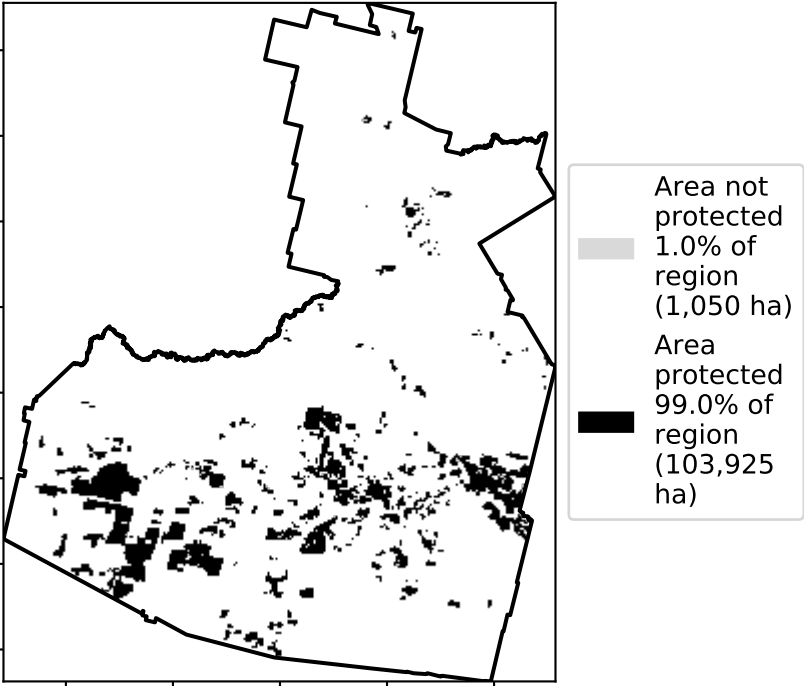 Area not
protected
1.0% of
region
(1,050 ha)
Area
protected
99.0% of
region
(103,925
ha)